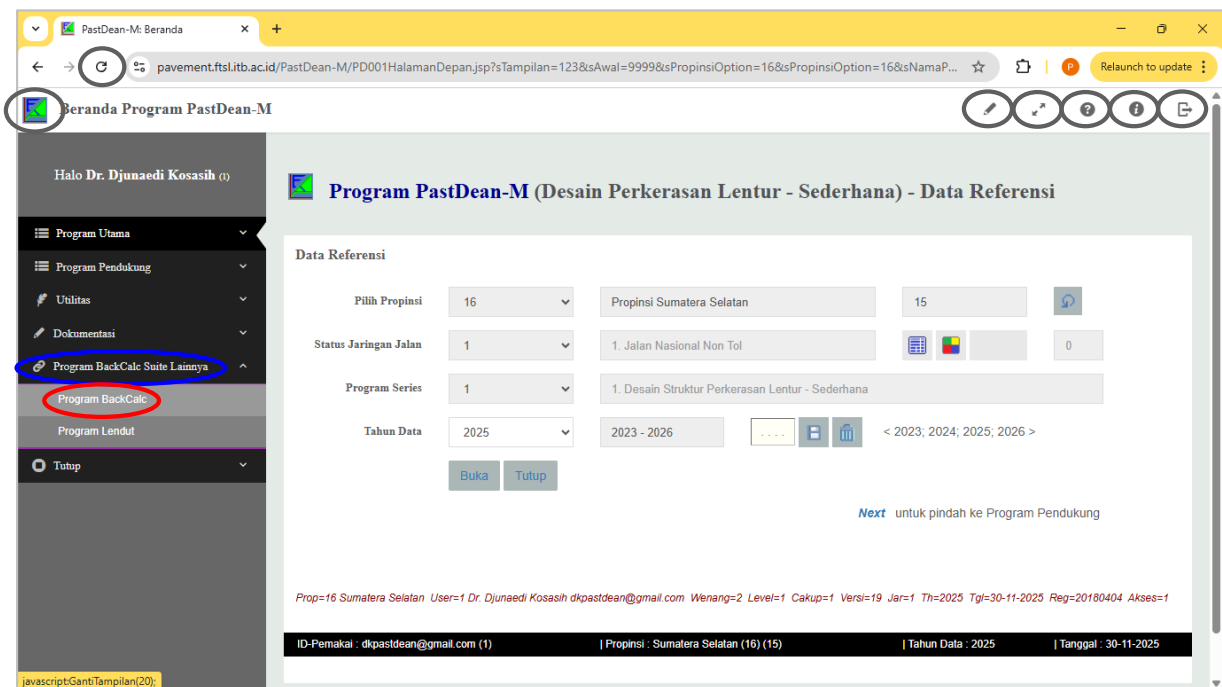 PastDean-M: Beranda
pavement.ftsl.itb.ac.id/PastDean-M/PD001HalamanDepan.jsp?sTampilan=123&sAwal=9999&sPropinsiOption=16&sPropinsiOption=16&sNamaP...
P
Relaunch to update
Beranda Program PastDean-M
Halo Dr. Djunaedi Kosasih (1)
Program PastDean-M (Desain Perkerasan Lentur - Sederhana) - Data Referensi
Program Utama
Program Pendukung
Utilitas
Dokumentasi
Program BackCalc Suite Lainnya
Program BackCalc
Program Lendut
Tutup
Data Referensi
Pilih Propinsi 16 Propinsi Sumatera Selatan 15
Status Jaringan Jalan 1 1. Jalan Nasional Non Tol 0
Program Series 1 1. Desain Struktur Perkerasan Lentur - Sederhana
Tahun Data 2025 2023 - 2026 .... < 2023; 2024; 2025; 2026 >
Buka Tutup
Next untuk pindah ke Program Pendukung
Prop=16 Sumatera Selatan User=1 Dr. Djunaedi Kosasih dkpastdean@gmail.com Wenang=2 Level=1 Cakup=1 Versi=19 Jar=1 Th=2025 Tgl=30-11-2025 Reg=20180404 Akses=1
ID-Pemakai : dkpastdean@gmail.com (1) | Propinsi : Sumatera Selatan (16) (15) | Tahun Data : 2025 | Tanggal : 30-11-2025
javascript:GantiTampilan(20);